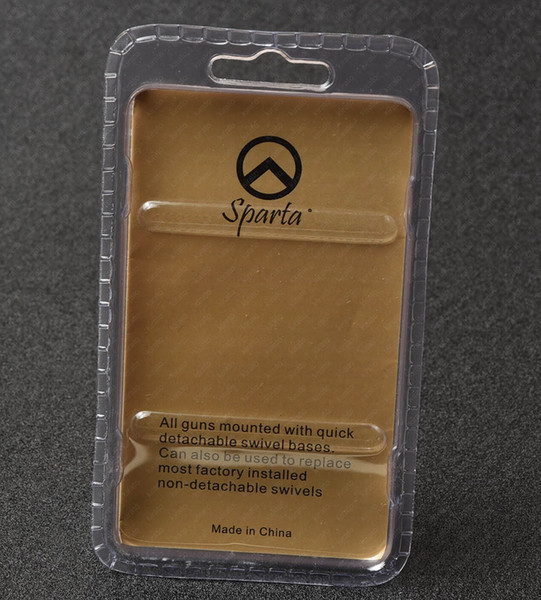 Sparta
All guns mounted with quick
detachable swivel bases.
Can also be used to replace
most factory installed
non-detachable swivels
Made in China